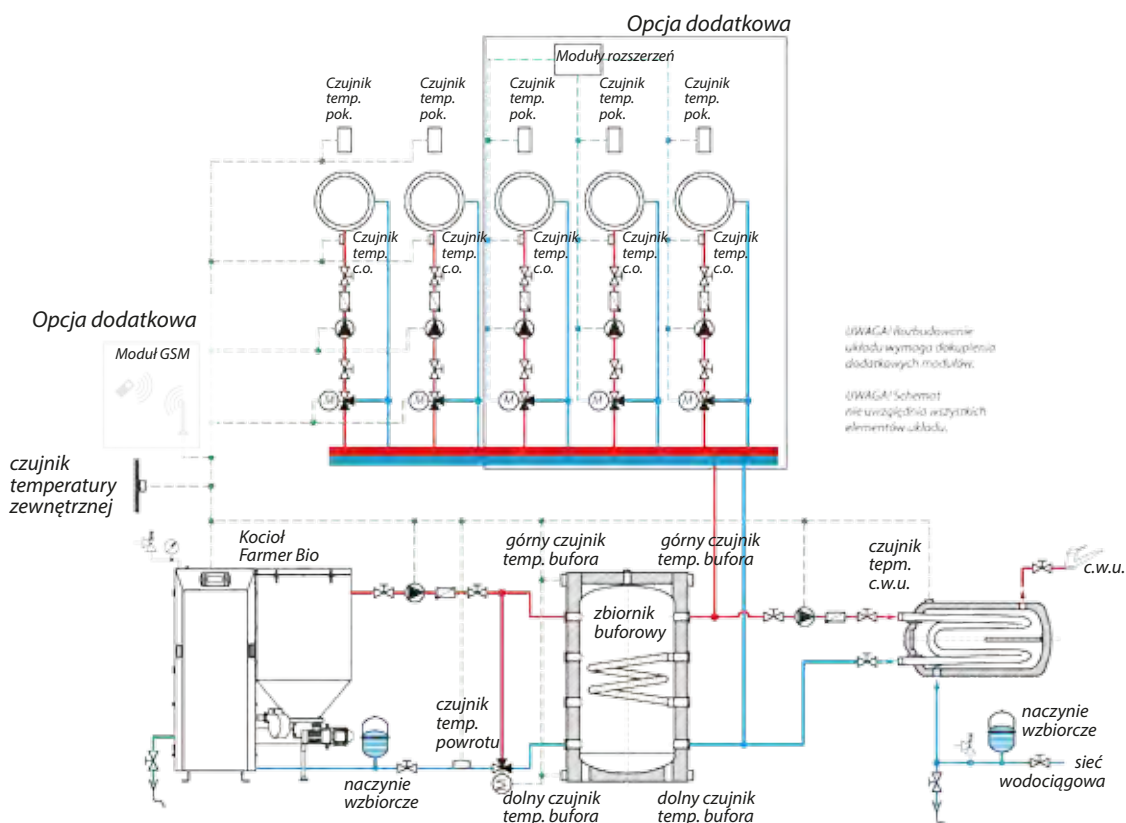 Opcja dodatkowa
Moduły rozszerzeń
Czujnik
temp.
pok.
Czujnik
temp.
pok.
Czujnik
temp.
pok.
Czujnik
temp.
pok.
Czujnik
temp.
pok.
Czujnik
temp.
c.o.
Czujnik
temp.
c.o.
Czujnik
temp.
c.o.
Czujnik
temp.
c.o.
Czujnik
temp.
c.o.
Opcja dodatkowa
Moduł GSM
UWAGA! Rozbudowanie
układu wymaga dokupienia
dodatkowych modułów.
UWAGA! Schemat
nie uwzględnia wszystkich
elementów układu.
M
M
M
M
M
czujnik
temperatury
zewnętrznej
Kocioł
Farmer Bio
górny czujnik
temp. bufora
górny czujnik
temp. bufora
czujnik
tepm.
c.w.u.
c.w.u.
zbiornik
buforowy
czujnik
temp.
powrotu
naczynie
wzbiorcze
M
dolny czujnik
temp. bufora
dolny czujnik
temp. bufora
naczynie
wzbiorcze
sieć
wodociągowa